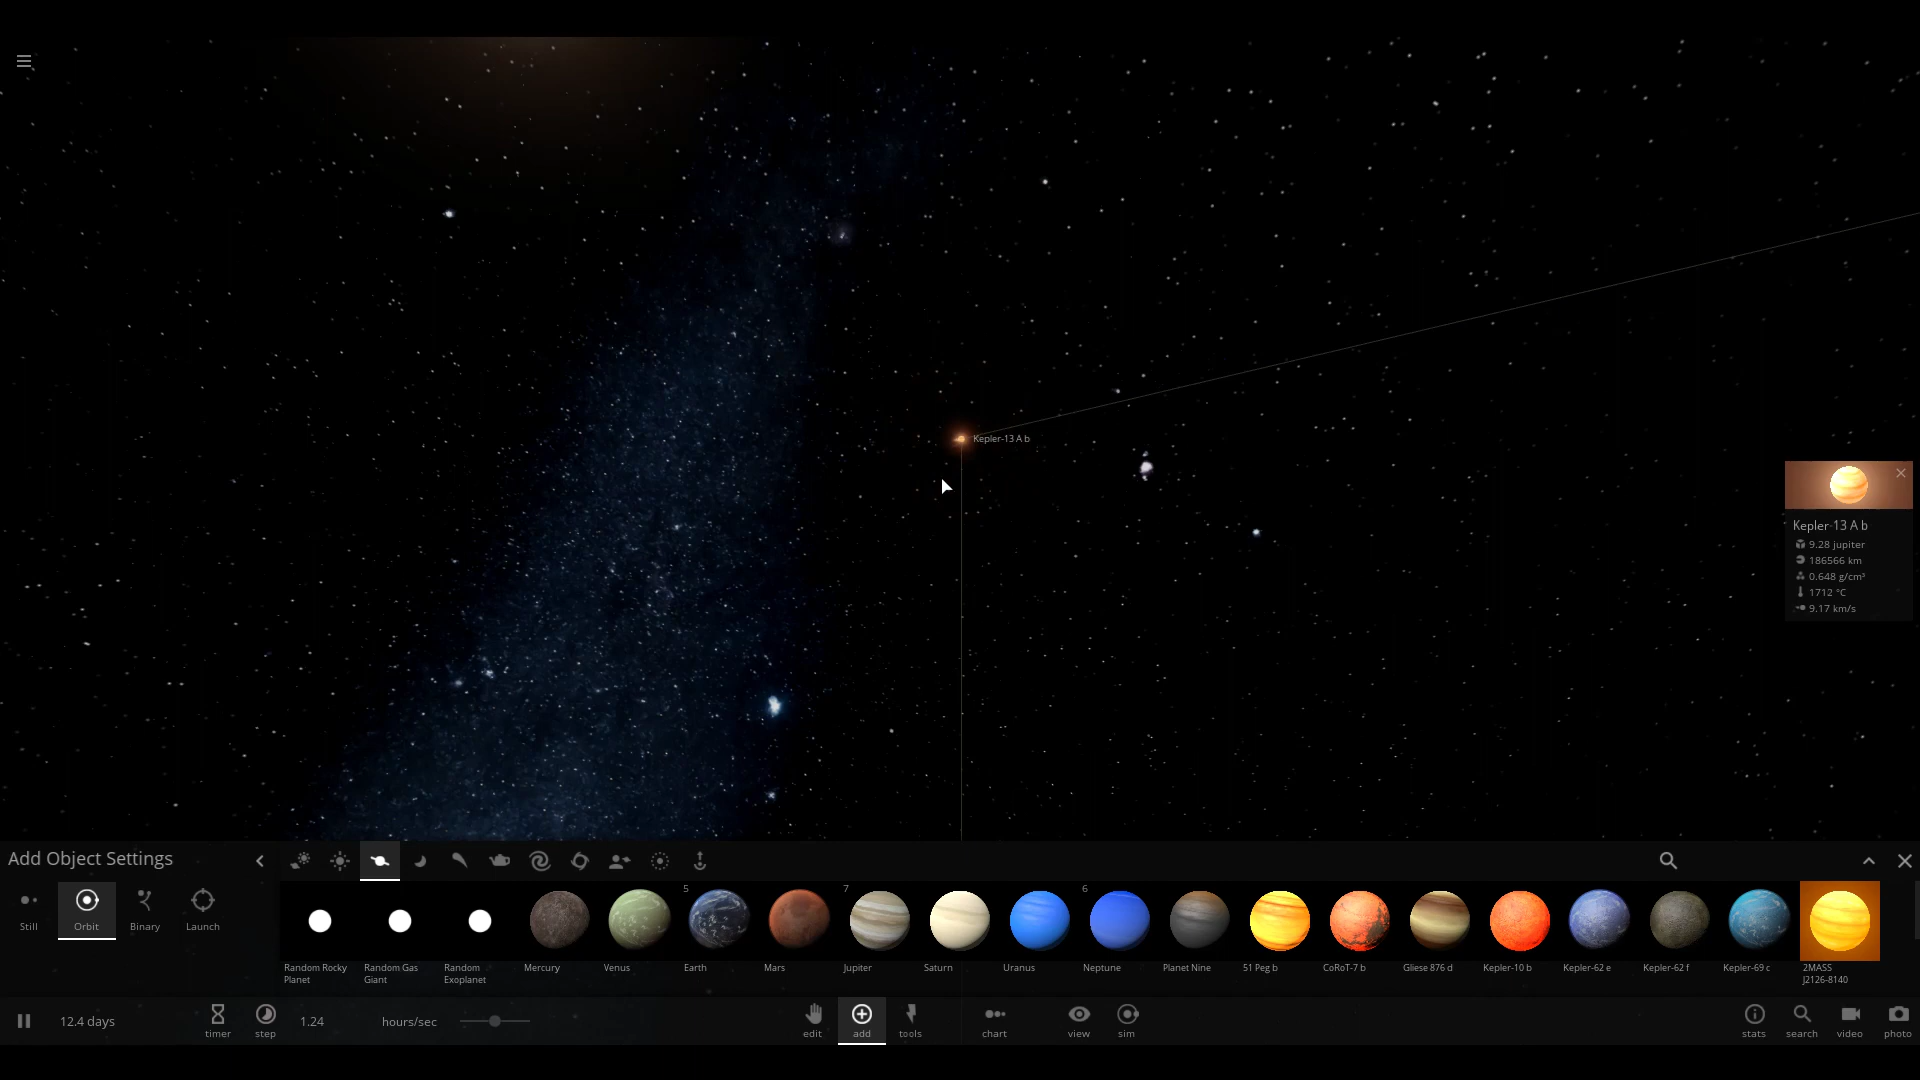 Kepler-13 A b
Kepler-13 A b
9.28 jupiter
186566 km
0.648 g/cm³
1712 °C
9.17 km/s
Add Object Settings
Still
Orbit
Binary
Launch
5
7
6
Random Rocky Planet
Random Gas Giant
Random Exoplanet
Mercury
Venus
Earth
Mars
Jupiter
Saturn
Uranus
Neptune
Planet Nine
51 Peg b
CoRoT-7 b
Gliese 876 d
Kepler-10 b
Kepler-62 e
Kepler-62 f
Kepler-69 c
2MASS J2126-8140
12.4 days
timer
step
1.24
hours/sec
edit
add
tools
chart
view
sim
stats
search
video
photo